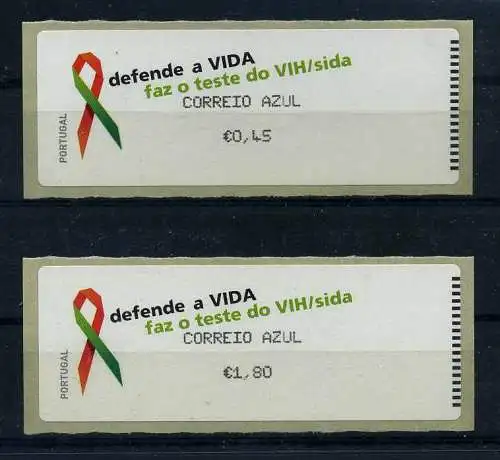 defende a VIDA
faz o teste do VIH/sida
CORREIO AZUL
€0,45
PORTUGAL
defende a VIDA
faz o teste do VIH/sida
CORREIO AZUL
€1,80
PORTUGAL